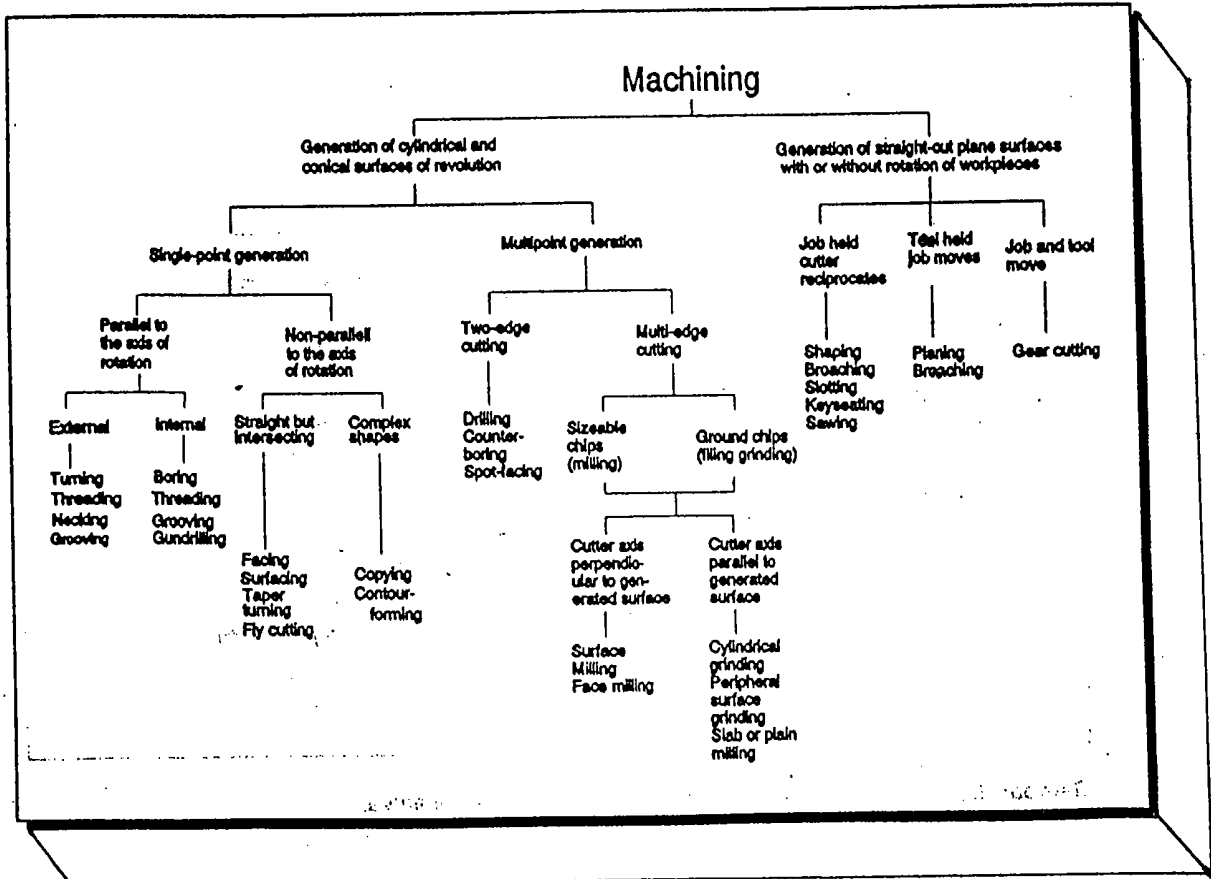 Machining
Generation of cylindrical and
conical surfaces of revolution
Generation of straight-cut plane surfaces
with or without rotation of workpieces
Single-point generation
Multipoint generation
Job held
cutter
reciprocates
Tool held
job moves
Job and tool
move
Parallel to
the axis of
rotation
Non-parallell
to the axis
of rotation
Two-edge
cutting
Multi-edge
cutting
Shaping
Broaching
Slotting
Keyseating
Sawing
Planing
Broaching
Gear cutting
External
Internal
Straight but
intersecting
Complex
shapes
Drilling
Counter-
boring
Spot-facing
Sizeable
chips
(milling)
Ground chips
(filing grinding)
Turning
Threading
Necking
Grooving
Boring
Threading
Grooving
Gundrilling
Facing
Surfacing
Taper
turning
Fly cutting
Copying
Contour-
forming
Cutter axis
perpendic-
ular to gen-
erated surface
Cutter axis
parallel to
generated
surface
Surface
Milling
Face milling
Cylindrical
grinding
Peripheral
surface
grinding
Slab or plain
milling